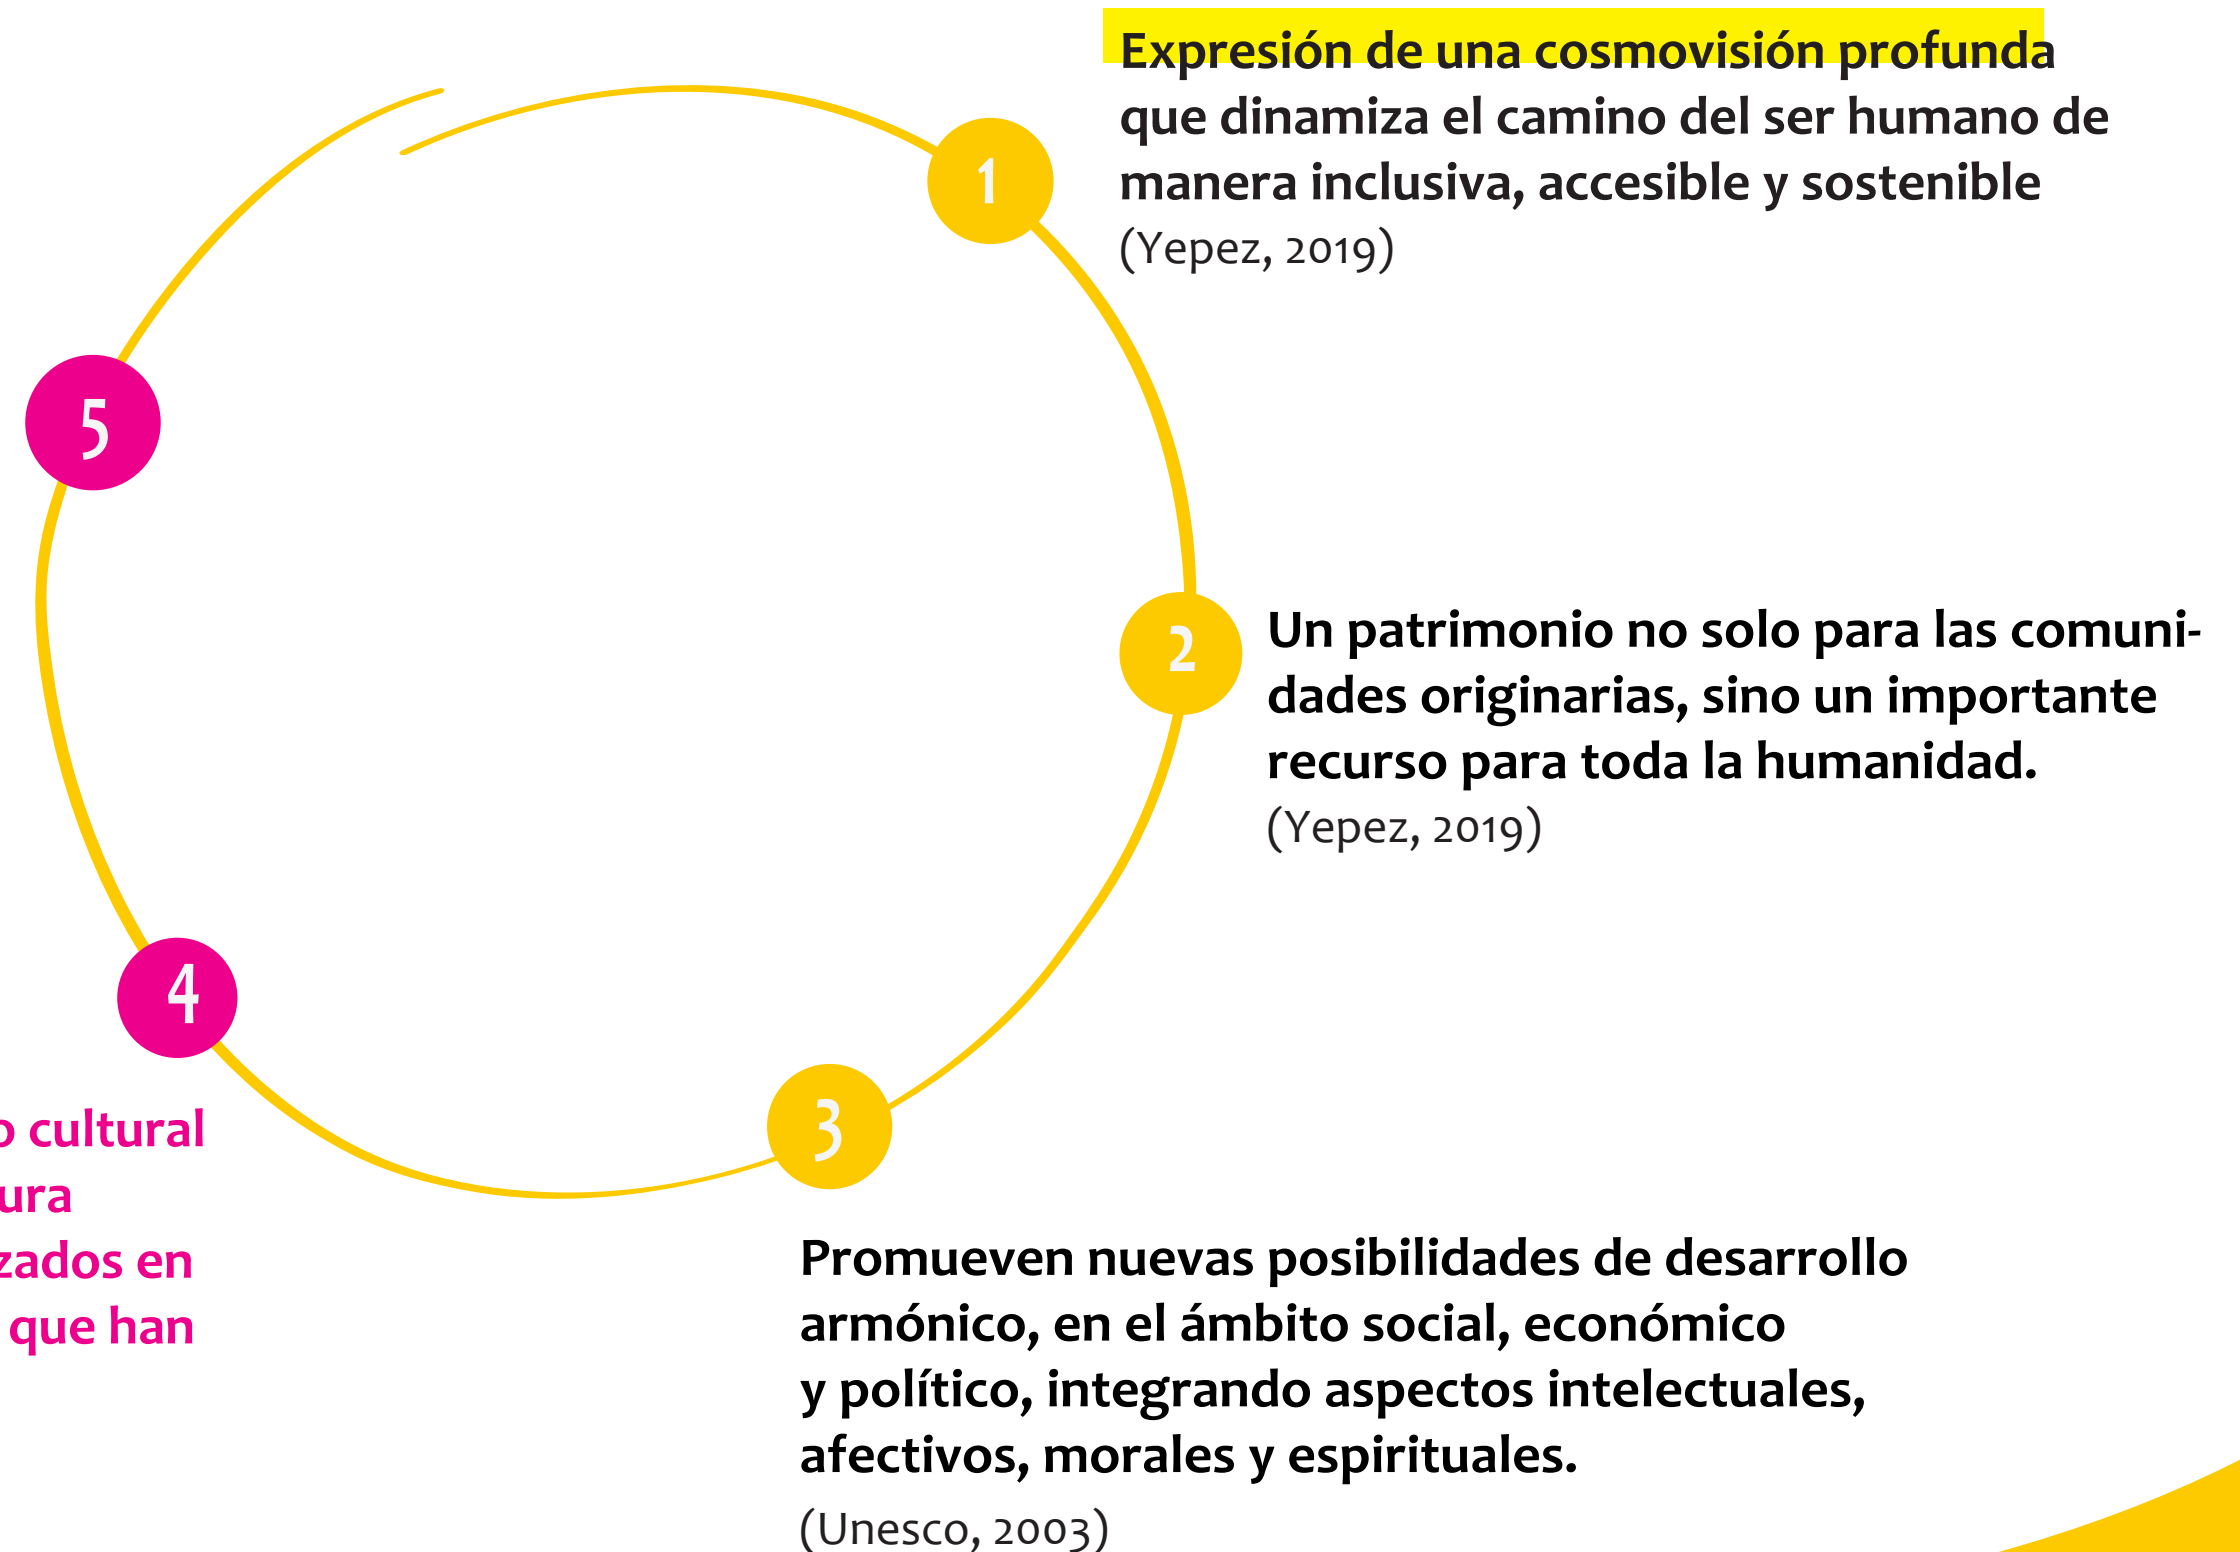 Expresión de una cosmovisión profunda
que dinamiza el camino del ser humano de
manera inclusiva, accesible y sostenible
(Yepez, 2019)
1
5
2
Un patrimonio no solo para las comuni-
dades originarias, sino un importante
recurso para toda la humanidad.
(Yepez, 2019)
4
3
cultural
en
que han
Promueven nuevas posibilidades de desarrollo
armónico, en el ámbito social, económico
y político, integrando aspectos intelectuales,
afectivos, morales y espirituales.
(Unesco, 2003)